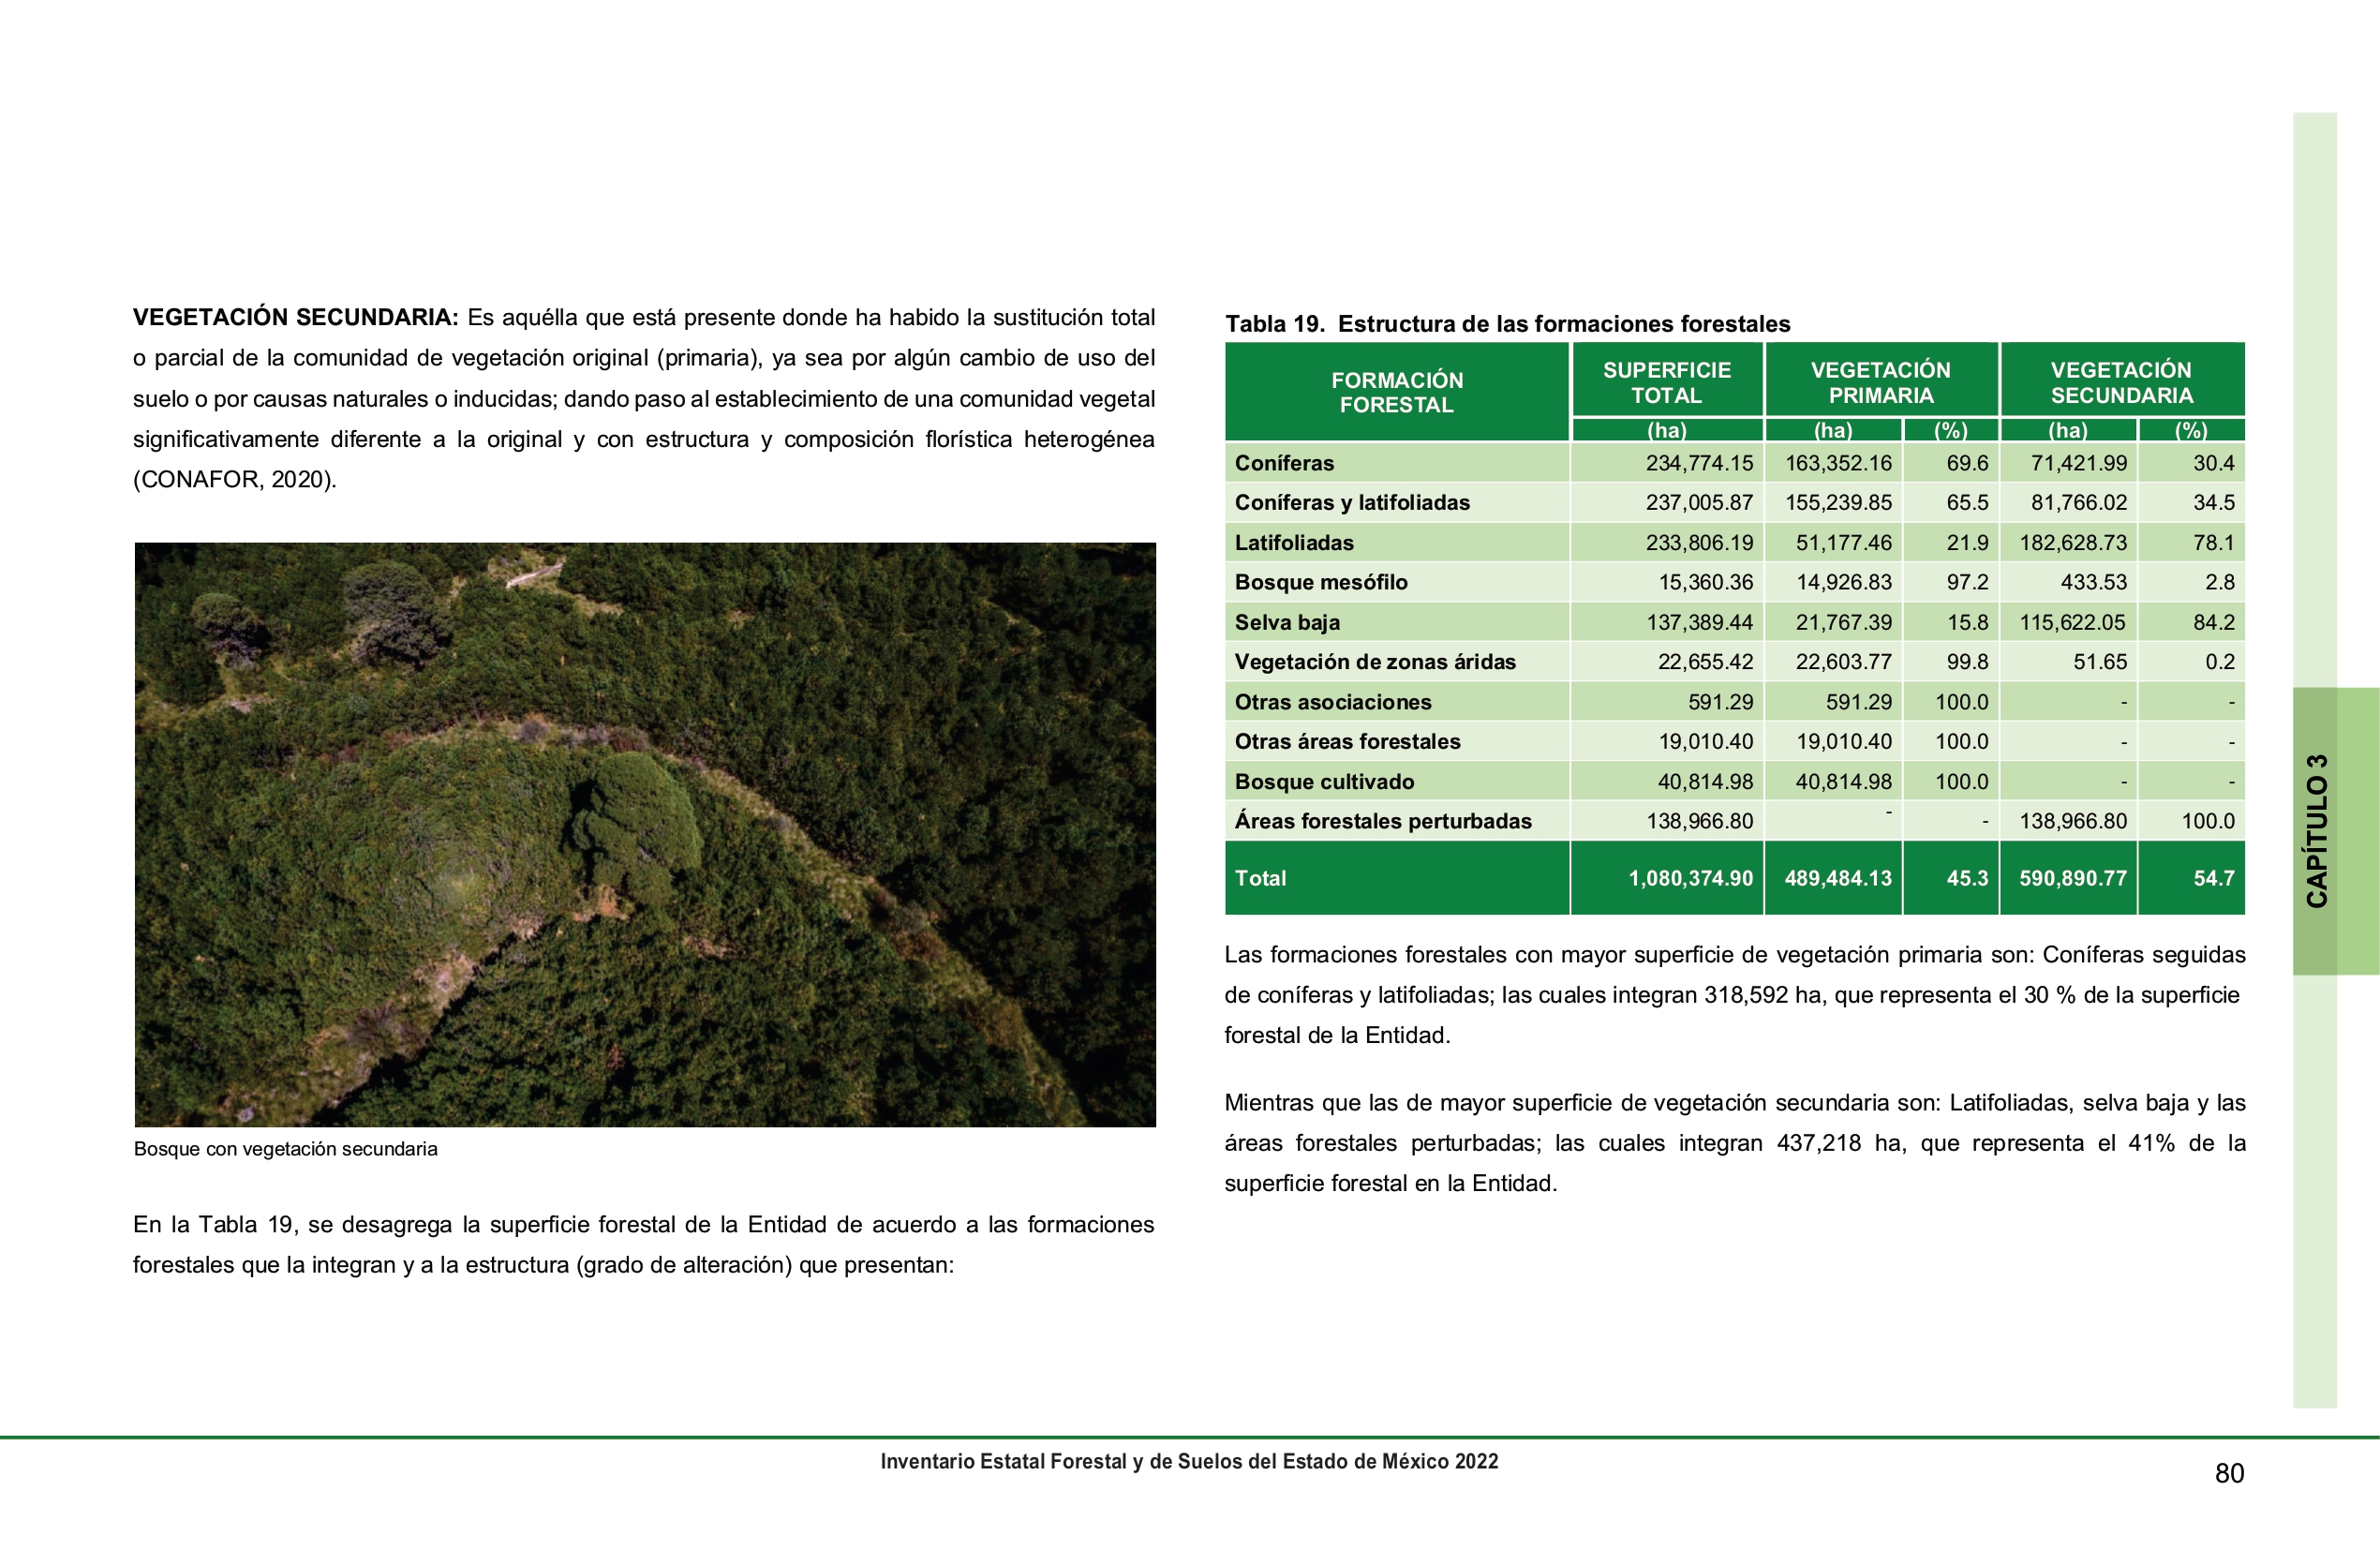 VEGETACIÓN SECUNDARIA: Es aquélla que está presente donde ha habido la sustitución total
o parcial de la comunidad de vegetación original (primaria), ya sea por algún cambio de uso del
suelo o por causas naturales o inducidas; dando paso al establecimiento de una comunidad vegetal
significativamente diferente a la original y con estructura y composición florística heterogénea
(CONAFOR, 2020).
Bosque con vegetación secundaria
En la Tabla 19, se desagrega la superficie forestal de la Entidad de acuerdo a las formaciones
forestales que la integran y a la estructura (grado de alteración) que presentan:
Tabla 19. Estructura de las formaciones forestales
FORMACIÓN FORESTAL SUPERFICIE TOTAL VEGETACIÓN PRIMARIA VEGETACIÓN SECUNDARIA
(ha) (ha) (%) (ha) (%)
Coníferas 234,774.15 163,352.16 69.6 71,421.99 30.4
Coníferas y latifoliadas 237,005.87 155,239.85 65.5 81,766.02 34.5
Latifoliadas 233,806.19 51,177.46 21.9 182,628.73 78.1
Bosque mesófilo 15,360.36 14,926.83 97.2 433.53 2.8
Selva baja 137,389.44 21,767.39 15.8 115,622.05 84.2
Vegetación de zonas áridas 22,655.42 22,603.77 99.8 51.65 0.2
Otras asociaciones 591.29 591.29 100.0 - -
Otras áreas forestales 19,010.40 19,010.40 100.0 - -
Bosque cultivado 40,814.98 40,814.98 100.0 - -
Áreas forestales perturbadas 138,966.80 - - 138,966.80 100.0
Total 1,080,374.90 489,484.13 45.3 590,890.77 54.7
Las formaciones forestales con mayor superficie de vegetación primaria son: Coníferas seguidas
de coníferas y latifoliadas; las cuales integran 318,592 ha, que representa el 30 % de la superficie
forestal de la Entidad.
Mientras que las de mayor superficie de vegetación secundaria son: Latifoliadas, selva baja y las
áreas forestales perturbadas; las cuales integran 437,218 ha, que representa el 41% de la
superficie forestal en la Entidad.
CAPÍTULO 3
Inventario Estatal Forestal y de Suelos del Estado de México 2022
80